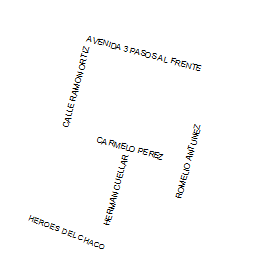 AVENIDA 3 PASOS AL FRENTE
CALLE RAMON ORTIZ
CARMELO PEREZ
ROMELIO ANTUNEZ
HERMAN CUELLAR
HEROES DEL CHACO